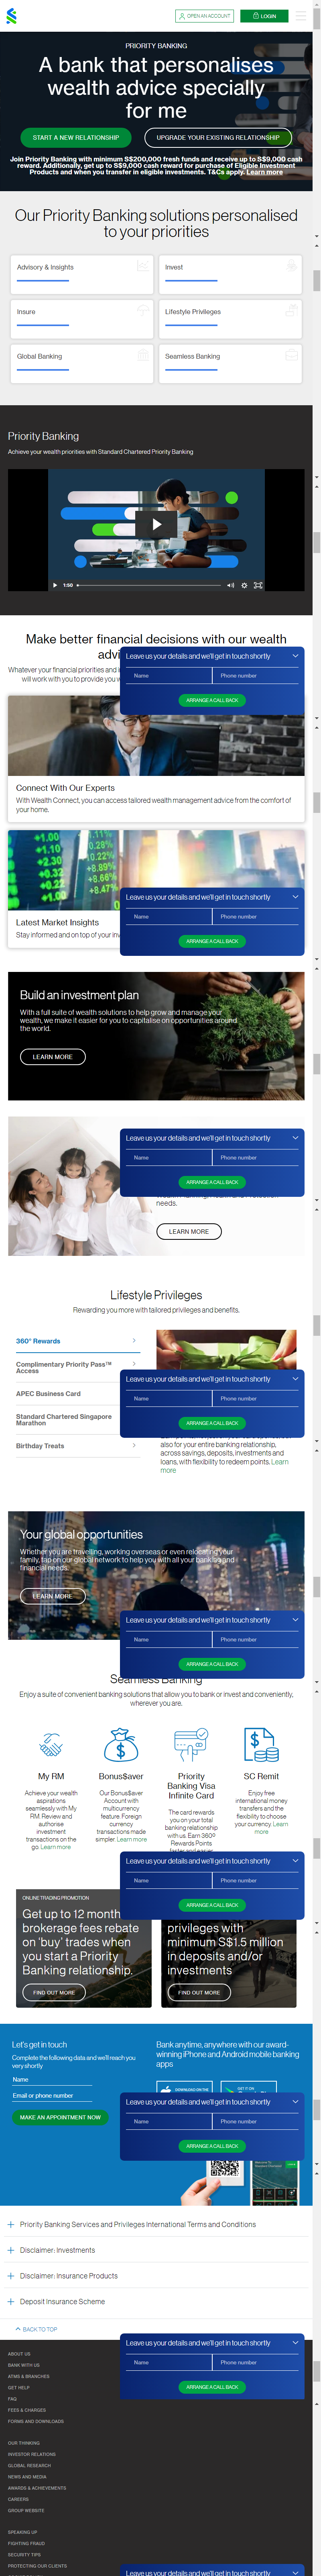 OPEN AN ACCOUNT
LOGIN
PRIORITY BANKING
A bank that personalises
wealth advice specially
for me
START A NEW RELATIONSHIP
UPGRADE YOUR EXISTING RELATIONSHIP
Join Priority Banking with minimum S$200,000 fresh funds and receive up to S$9,000 cash
reward. Additionally, get up to S$9,000 cash reward for purchase of Eligible Investment
Products and when you transfer in eligible investments. T&Cs apply. Learn more
Our Priority Banking solutions personalised
to your priorities
Advisory & Insights
Invest
Insure
Lifestyle Privileges
Global Banking
Seamless Banking
Priority Banking
Achieve your wealth priorities with Standard Chartered Priority Banking
1:50
Make better financial decisions with our wealth
Leave us your details and we'll get in touch shortly
Whatever your financial priorities and
will work with you to provide you
Name
Phone number
ARRANGE A CALL BACK
Connect With Our Experts
With Wealth Connect, you can access tailored wealth management advice from the comfort of
your home.
+1.00
+1.10
+0.32
+0.22
+1.00
Leave us your details and we'll get in touch shortly
Name
Phone number
Latest Market Insights
Stay informed and on top of your
ARRANGE A CALL BACK
Build an investment plan
With a full suite of wealth solutions to help grow and manage your
wealth, we make it easier for you to capitalise on opportunities around
the world.
LEARN MORE
Leave us your details and we'll get in touch shortly
Name
Phone number
ARRANGE A CALL BACK
needs.
LEARN MORE
Lifestyle Privileges
Rewarding you more with tailored privileges and benefits.
360° Rewards
Complimentary Priority Pass™
Access
APEC Business Card
Standard Chartered Singapore
Marathon
Birthday Treats
Leave us your details and we'll get in touch shortly
Name
Phone number
ARRANGE A CALL BACK
also for your entire banking relationship,
across savings, deposits, investments and
loans, with flexibility to redeem points. Learn
more
Your global opportunities
Whether you are travelling, working overseas or even relocating your
family, tap on our global network to help you with all your banking and
financial needs.
LEARN MORE
Leave us your details and we'll get in touch shortly
Name
Phone number
ARRANGE A CALL BACK
Seamless Banking
Enjoy a suite of convenient banking solutions that allow you to bank or invest and conveniently,
wherever you are.
My RM
Achieve your wealth
aspirations
seamlessly with My
RM. Review and
authorise
investment
transactions on the
go. Learn more
Bonus$aver
Our Bonus$aver
Account with
multicurrency
feature. Foreign
currency
transactions made
simpler. Learn more
Priority
Banking Visa
Infinite Card
The card rewards
you on your total
banking relationship
with us. Earn 360°
Rewards Points
SC Remit
Enjoy free
international money
transfers and the
flexibility to choose
your currency. Learn
more.
Leave us your details and we'll get in touch shortly
Name
Phone number
ARRANGE A CALL BACK
ONLINE TRADING PROMOTION
Get up to 12 month
brokerage fees rebate
on 'buy' trades when
you start a Priority
Banking relationship.
FIND OUT MORE
privileges with
minimum S$1.5 million
in deposits and/or
investments
FIND OUT MORE
Let's get in touch
Complete the following data and we'll reach you
very shortly
Name
Email or phone number
MAKE AN APPOINTMENT NOW
Bank anytime, anywhere with our award-
winning iPhone and Android mobile banking
apps
Download on the
GET IT ON
Leave us your details and we'll get in touch shortly
Name
Phone number
ARRANGE A CALL BACK
Priority Banking Services and Privileges International Terms and Conditions
Disclaimer: Investments
Disclaimer: Insurance Products
Deposit Insurance Scheme
BACK TO TOP
Leave us your details and we'll get in touch shortly
Name
Phone number
ARRANGE A CALL BACK
ABOUT US
BANK WITH US
ATMS & BRANCHES
GET HELP
FAQ
FEES & CHARGES
FORMS AND DOWNLOADS
OUR THINKING
INVESTOR RELATIONS
GLOBAL RESEARCH
NEWS AND MEDIA
AWARDS & ACHIEVEMENTS
CAREERS
GROUP WEBSITE
SPEAKING UP
FIGHTING FRAUD
SECURITY TIPS
PROTECTING OUR CLIENTS
Leave us your details and we'll get in touch shortly